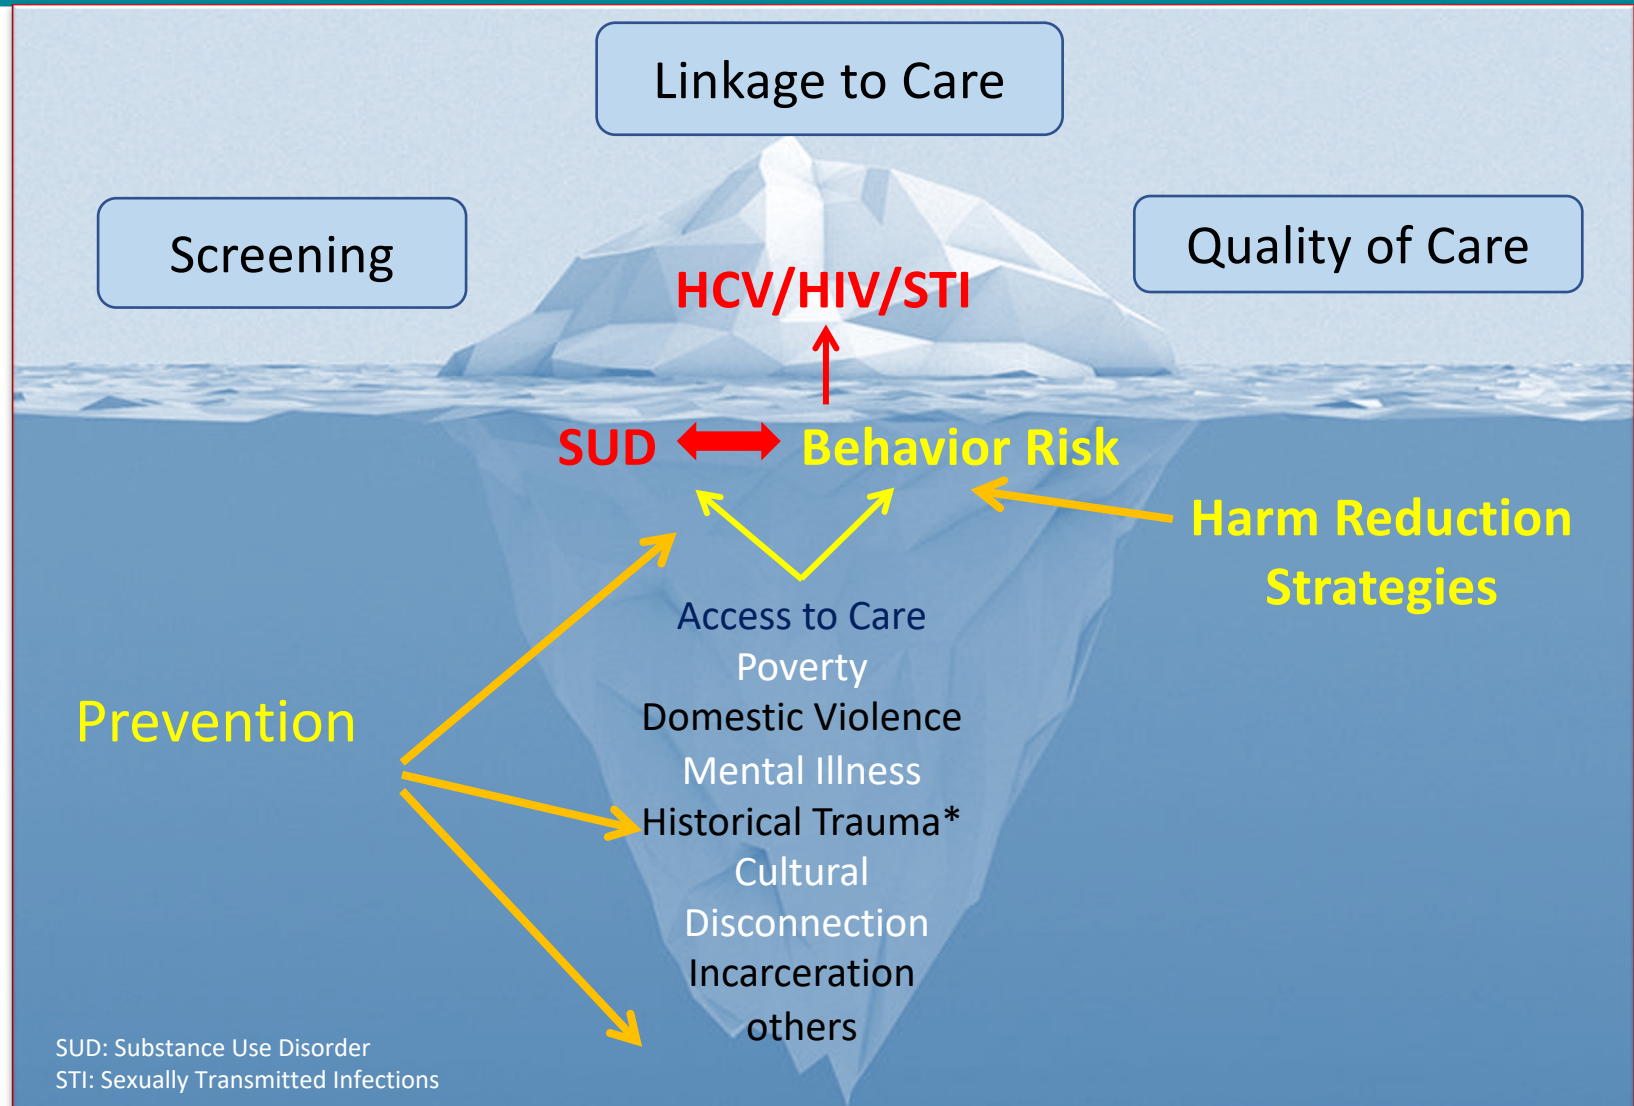 Linkage to Care
Screening
Quality of Care
HCV/HIV/STI
SUD
Behavior Risk
Harm Reduction
Strategies
Access to Care
Poverty
Prevention
Domestic Violence
Mental Illness
Historical Trauma*
Cultural
Disconnection
Incarceration
others
SUD: Substance Use Disorder
STI: Sexually Transmitted Infections